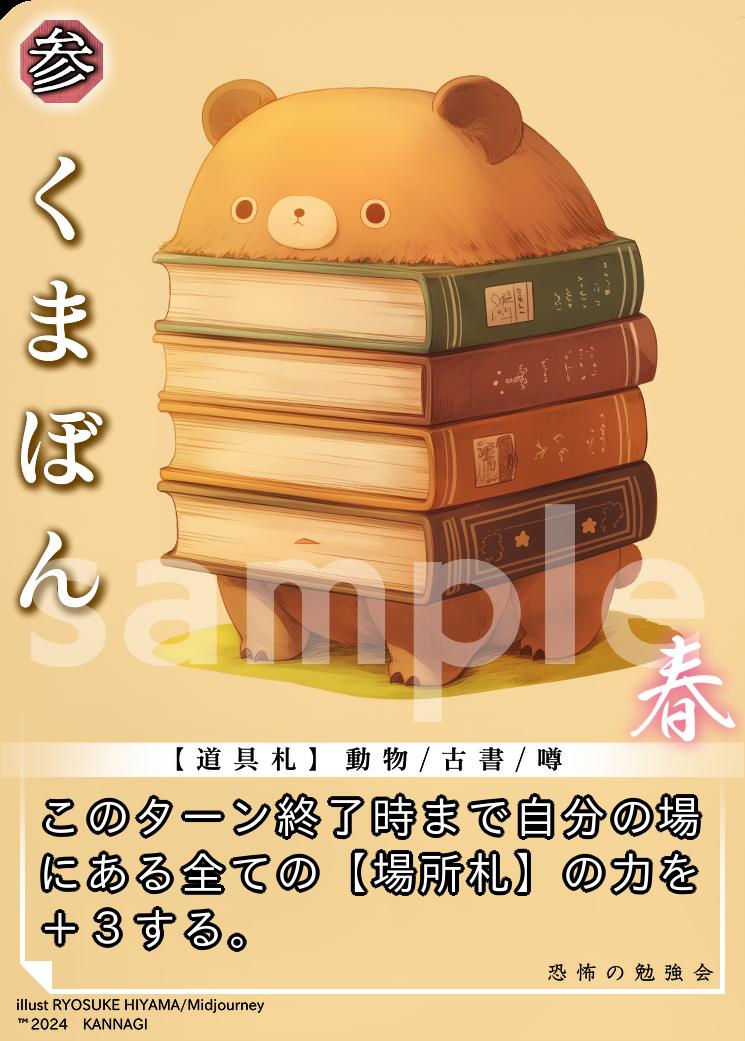 参
くまぼん
sample
春
【道具札】動物/古書/噂
このターン終了時まで自分の場
にある全ての【場所札】の力を
＋３する。
恐怖の勉強会
illust RYOSUKE HIYAMA/Midjourney
™2024 KANNAGI